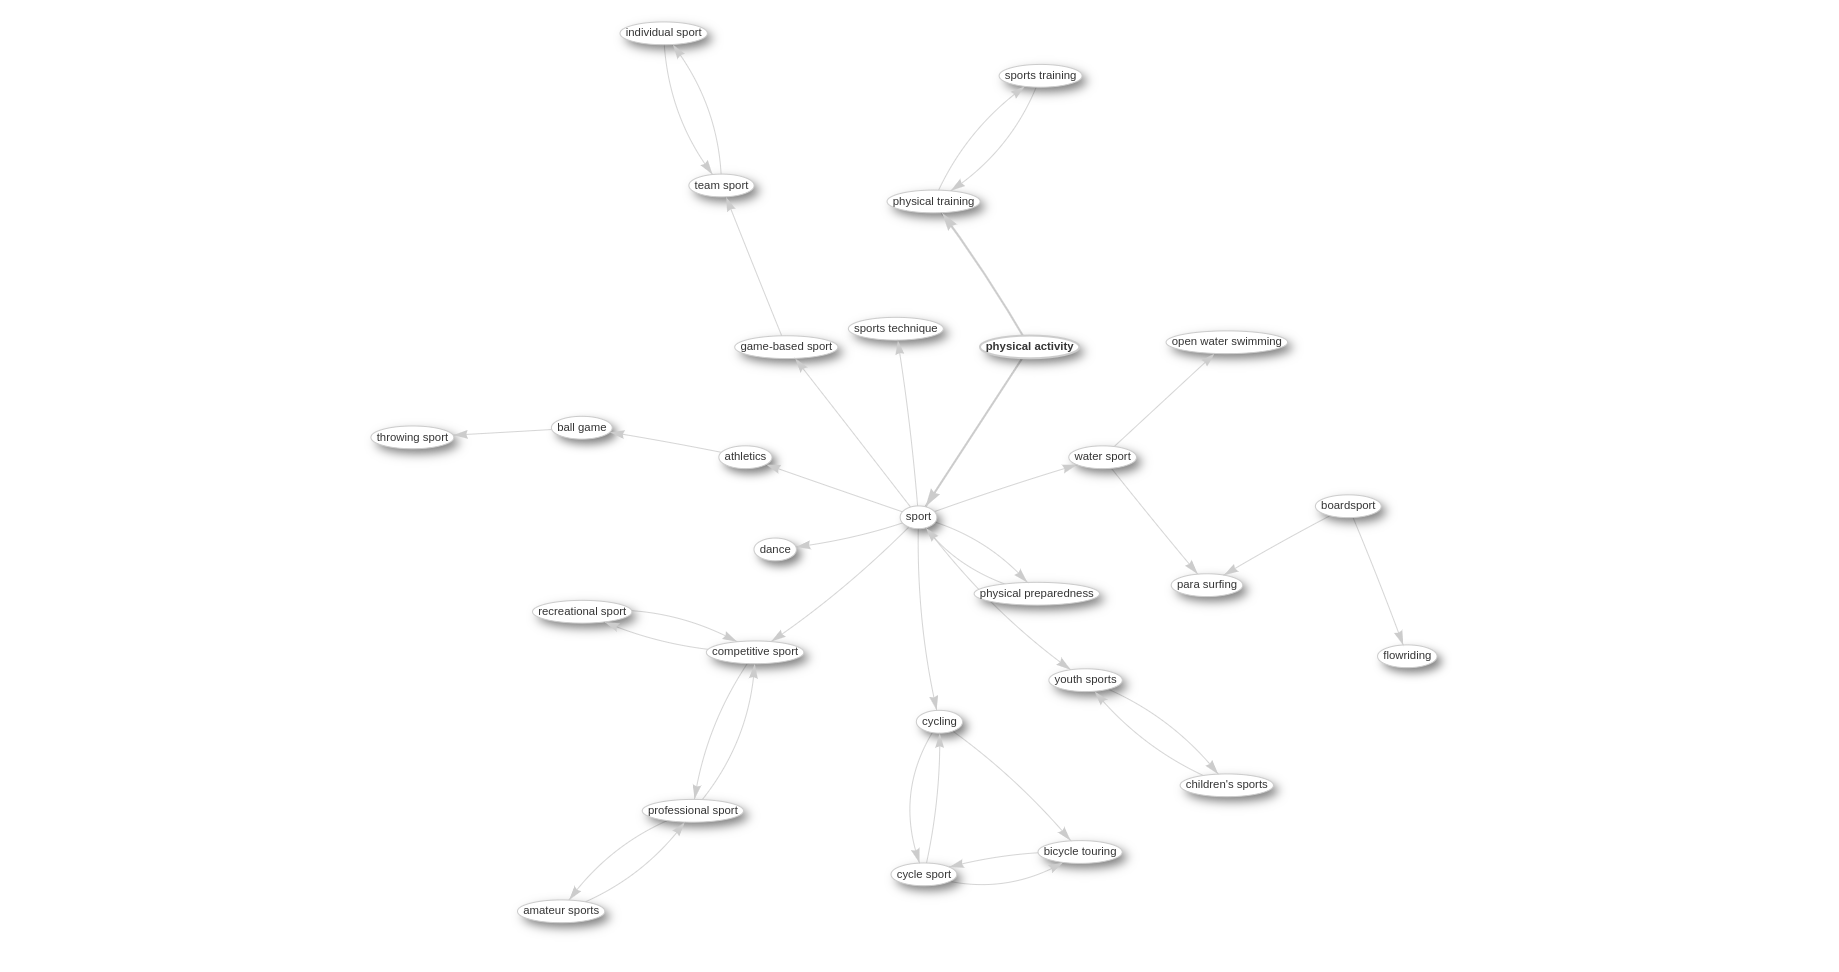 individual sport
sports training
team sport
physical training
sports technique
game-based sport
physical activity
open water swimming
ball game
throwing sport
athletics
water sport
boardsport
sport
dance
para surfing
physical preparedness
recreational sport
competitive sport
flowriding
youth sports
cycling
children's sports
professional sport
bicycle touring
cycle sport
amateur sports